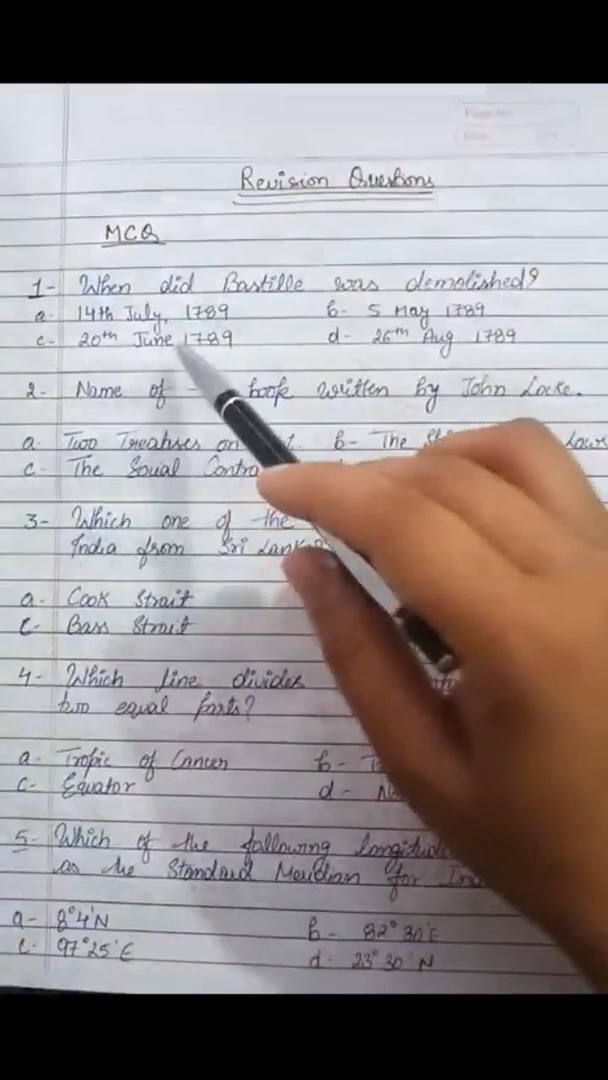 Revision Questions
MCQ
1- When did Bastille was demolished?
a- 14th July, 1789 b- 5 May 1789
c- 20th June 1789 d- 26th Aug 1789
2- Name of book written by John Locke.
a- Two Treatises on b- The
c- The Soual Contra
3- Which one of the
India from Sri Lanka?
a- Cook Strait
c- Bass Strait
4- Which line divides
two equal parts?
a- Tropic of Cancer b-
c- Equator d-
5- Which of the following longitude
as the Standard Meridian for
a- 8°4'N b- 82° 30'E
c- 97°25'E d- 23° 30'N